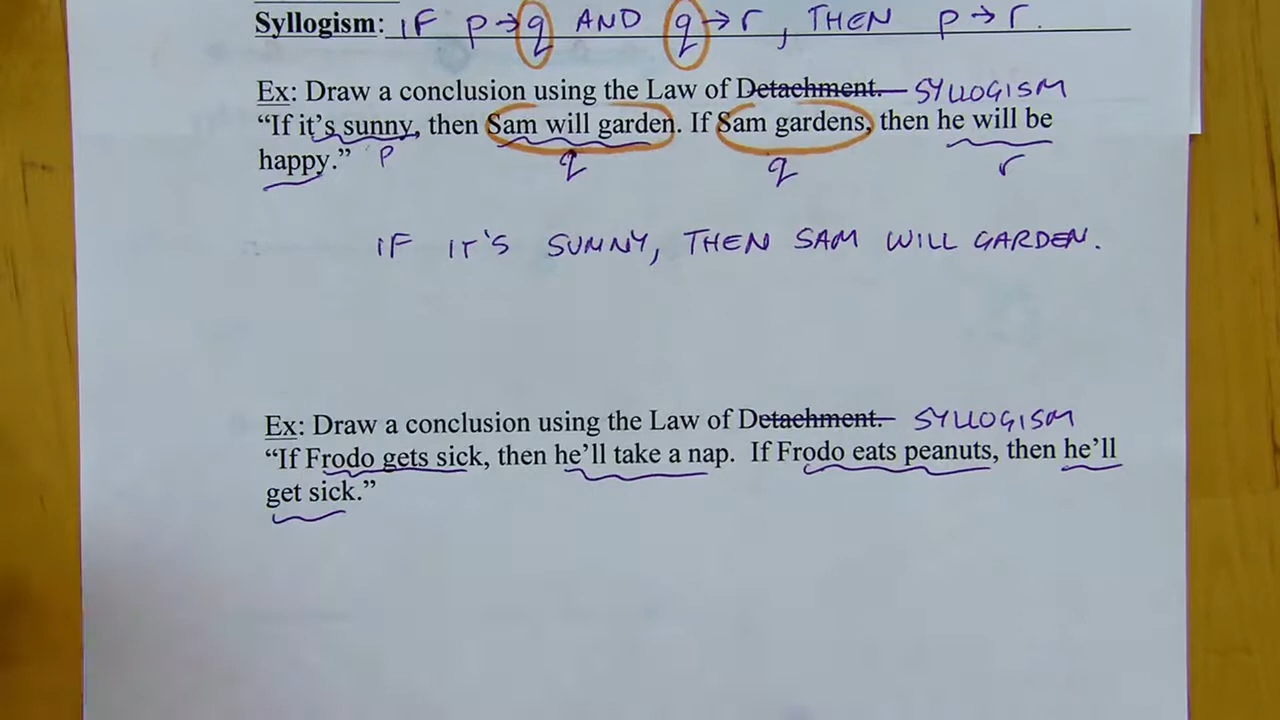 Syllogism: IF p→q AND q→r, THEN p→r.
Ex: Draw a conclusion using the Law of Detachment. SYLLOGISM
“If it’s sunny, then Sam will garden. If Sam gardens, then he will be
happy.” p q q r
IF IT'S SUNNY, THEN SAM WILL GARDEN.
Ex: Draw a conclusion using the Law of Detachment. SYLLOGISM
“If Frodo gets sick, then he’ll take a nap. If Frodo eats peanuts, then he’ll
get sick.”